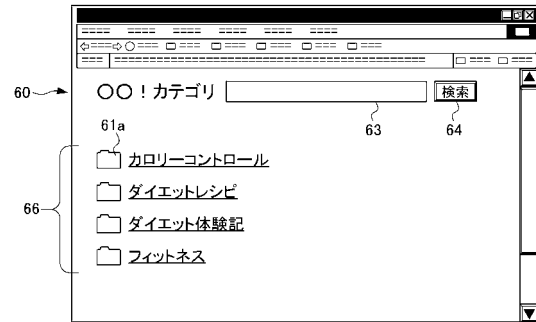 60 ○○！カテゴリ 検索
61a 63 64
カロリーコントロール
ダイエットレシピ
66 ダイエット体験記
フィットネス